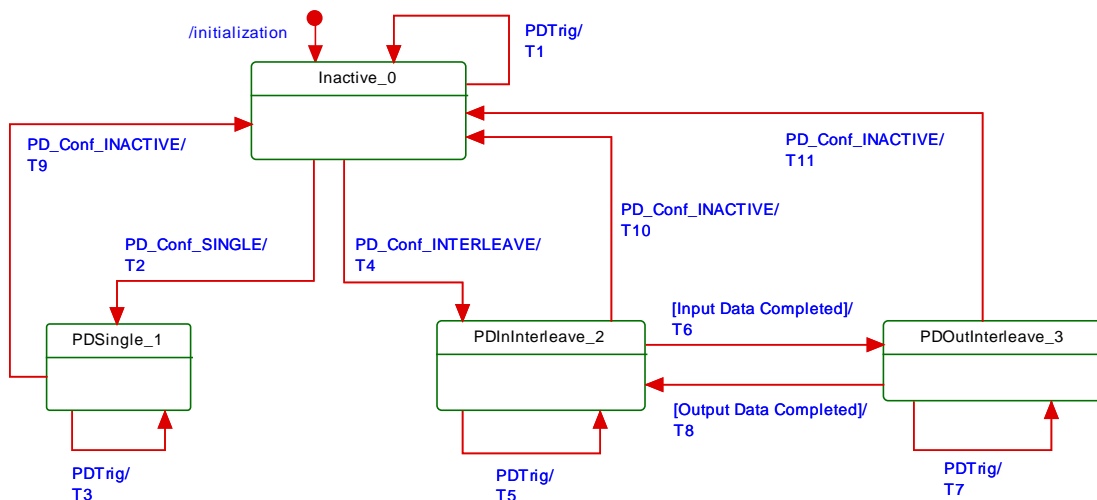 /initialization
PDTrig/
T1
Inactive_0
PD_Conf_INACTIVE/
T9
PD_Conf_INACTIVE/
T11
PD_Conf_INACTIVE/
T10
PD_Conf_SINGLE/
T2
PD_Conf_INTERLEAVE/
T4
[Input Data Completed]/
T6
PDSingle_1
PDInInterleave_2
PDOutInterleave_3
[Output Data Completed]/
T8
PDTrig/
T3
PDTrig/
T5
PDTrig/
T7